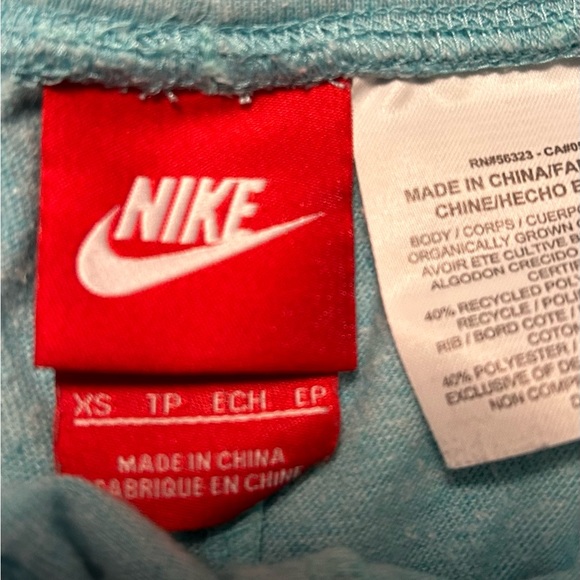 NIKE
XS TP ECH EP
MADE IN CHINA
FABRIQUE EN CHINE
RN#56323 - CA#05
MADE IN CHINA/FA
CHINE/HECHO E
BODY / CORPS / CUERP
ORGANICALLY GROWN
AVOIR ETE CULTIVE
ALGODON CRECIDO
CERTIF
40% RECYCLED POL
RECYCLE / POLI
RIB / BORD COTE /
COTO
40% POLYESTER /
EXCLUSIVE OF DE
NON COMP